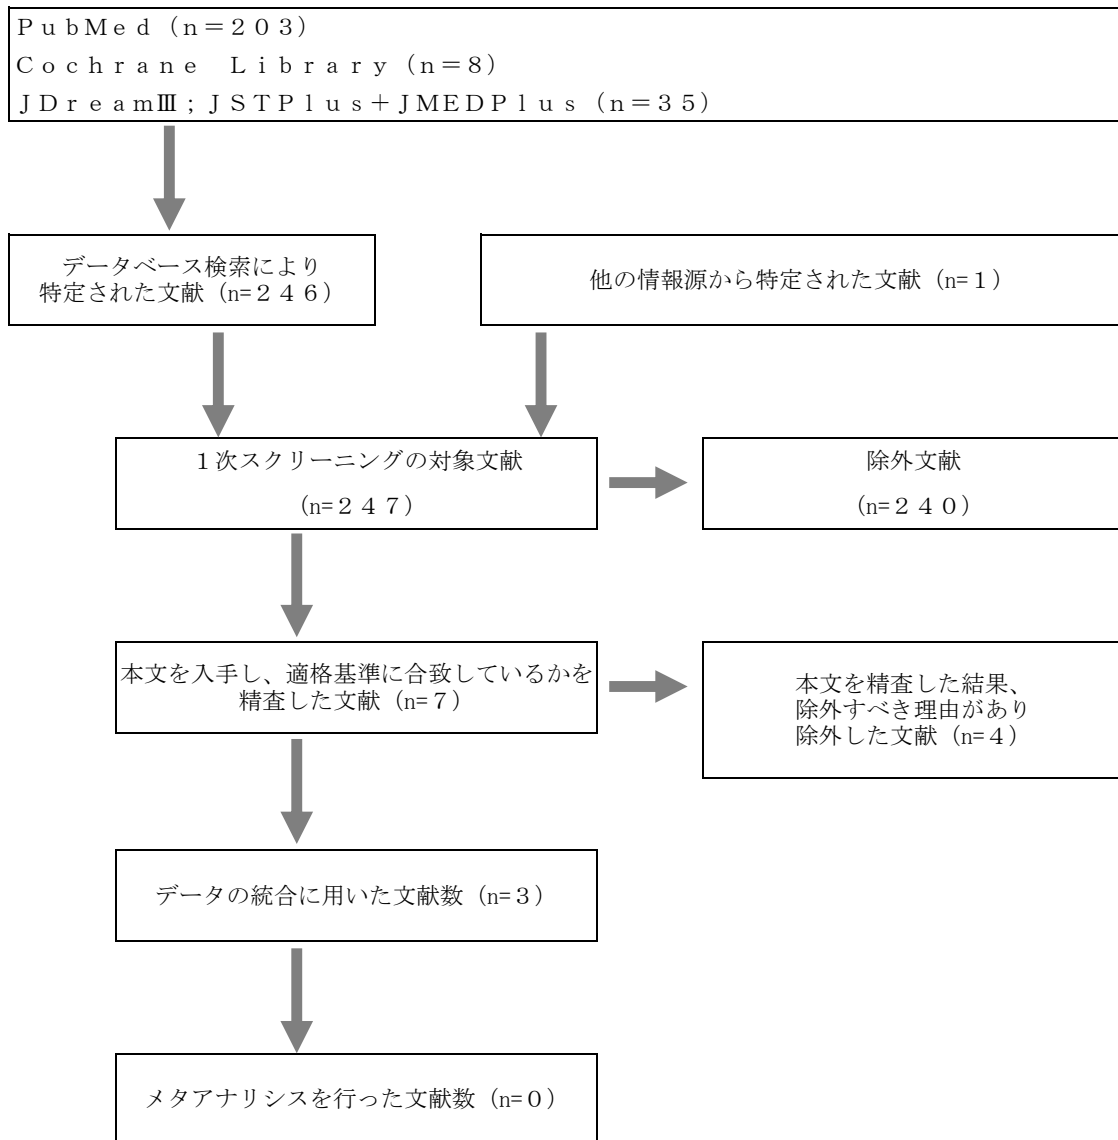 ＰｕｂＭｅｄ（ｎ＝２０３）
Ｃｏｃｈｒａｎｅ　Ｌｉｂｒａｒｙ（ｎ＝８）
ＪＤｒｅａｍⅢ；ＪＳＴＰｌｕｓ＋ＪＭＥＤＰｌｕｓ（ｎ＝３５）
データベース検索により
特定された文献（n=２４６）
他の情報源から特定された文献（n=１）
１次スクリーニングの対象文献
（n=２４７）
除外文献
（n=２４０）
本文を入手し、適格基準に合致しているかを
精査した文献（n=７）
本文を精査した結果、
除外すべき理由があり
除外した文献（n=４）
データの統合に用いた文献数（n=３）
メタアナリシスを行った文献数（n=０）